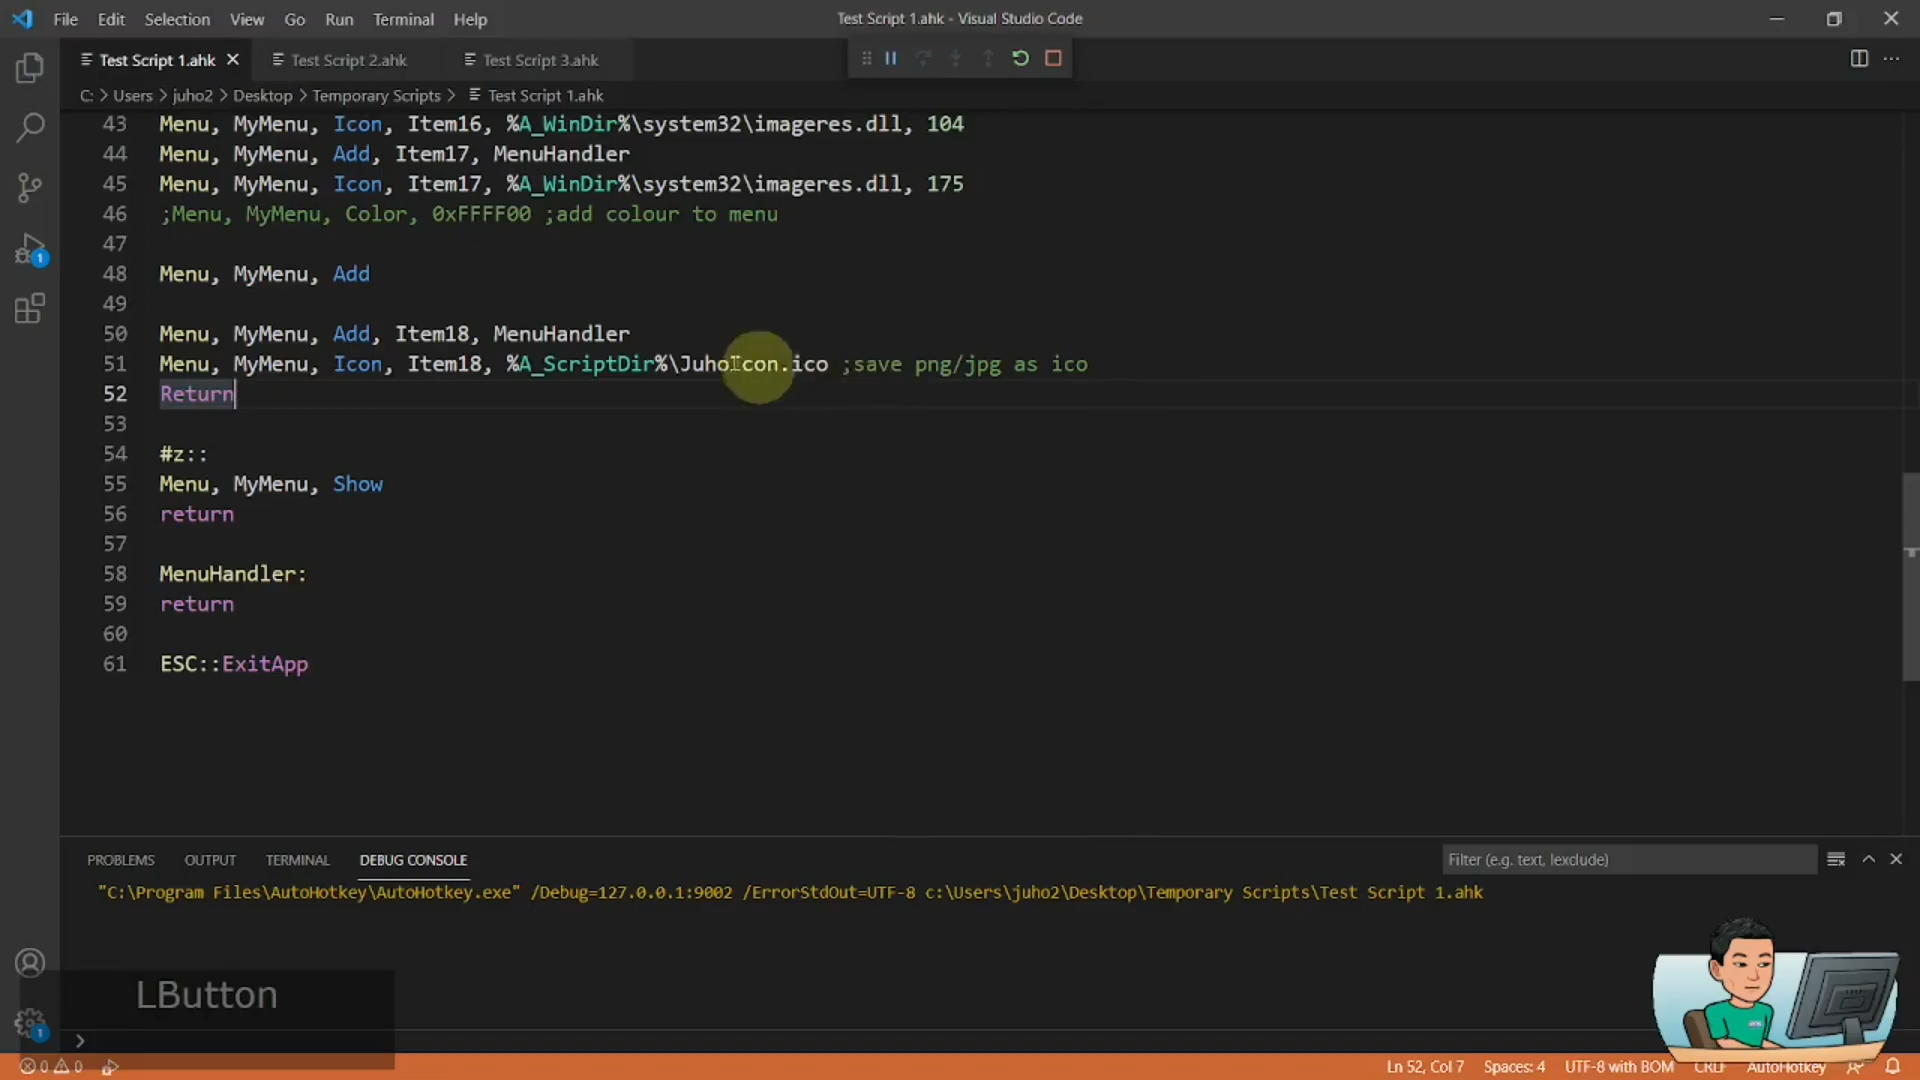 File Edit Selection View Go Run Terminal Help
Test Script 1.ahk - Visual Studio Code
Test Script 1.ahk Test Script 2.ahk Test Script 3.ahk
C: > Users > juho2 > Desktop > Temporary Scripts > Test Script 1.ahk
43 Menu, MyMenu, Icon, Item16, %A_WinDir%\system32\imageres.dll, 104
44 Menu, MyMenu, Add, Item17, MenuHandler
45 Menu, MyMenu, Icon, Item17, %A_WinDir%\system32\imageres.dll, 175
46 ;Menu, MyMenu, Color, 0xFFFF00 ;add colour to menu
47
48 Menu, MyMenu, Add
49
50 Menu, MyMenu, Add, Item18, MenuHandler
51 Menu, MyMenu, Icon, Item18, %A_ScriptDir%\JuhoIcon.ico ;save png/jpg as ico
52 Return
53
54 #z::
55 Menu, MyMenu, Show
56 return
57
58 MenuHandler:
59 return
60
61 ESC::ExitApp
PROBLEMS OUTPUT TERMINAL DEBUG CONSOLE
Filter (e.g. text, !exclude)
"C:\Program Files\AutoHotkey\AutoHotkey.exe" /Debug=127.0.0.1:9002 /ErrorStdOut=UTF-8 c:\Users\juho2\Desktop\Temporary Scripts\Test Script 1.ahk
LButton
1
1
0 0
Ln 52, Col 7 Spaces: 4 UTF-8 with BOM CRLF AutoHotkey